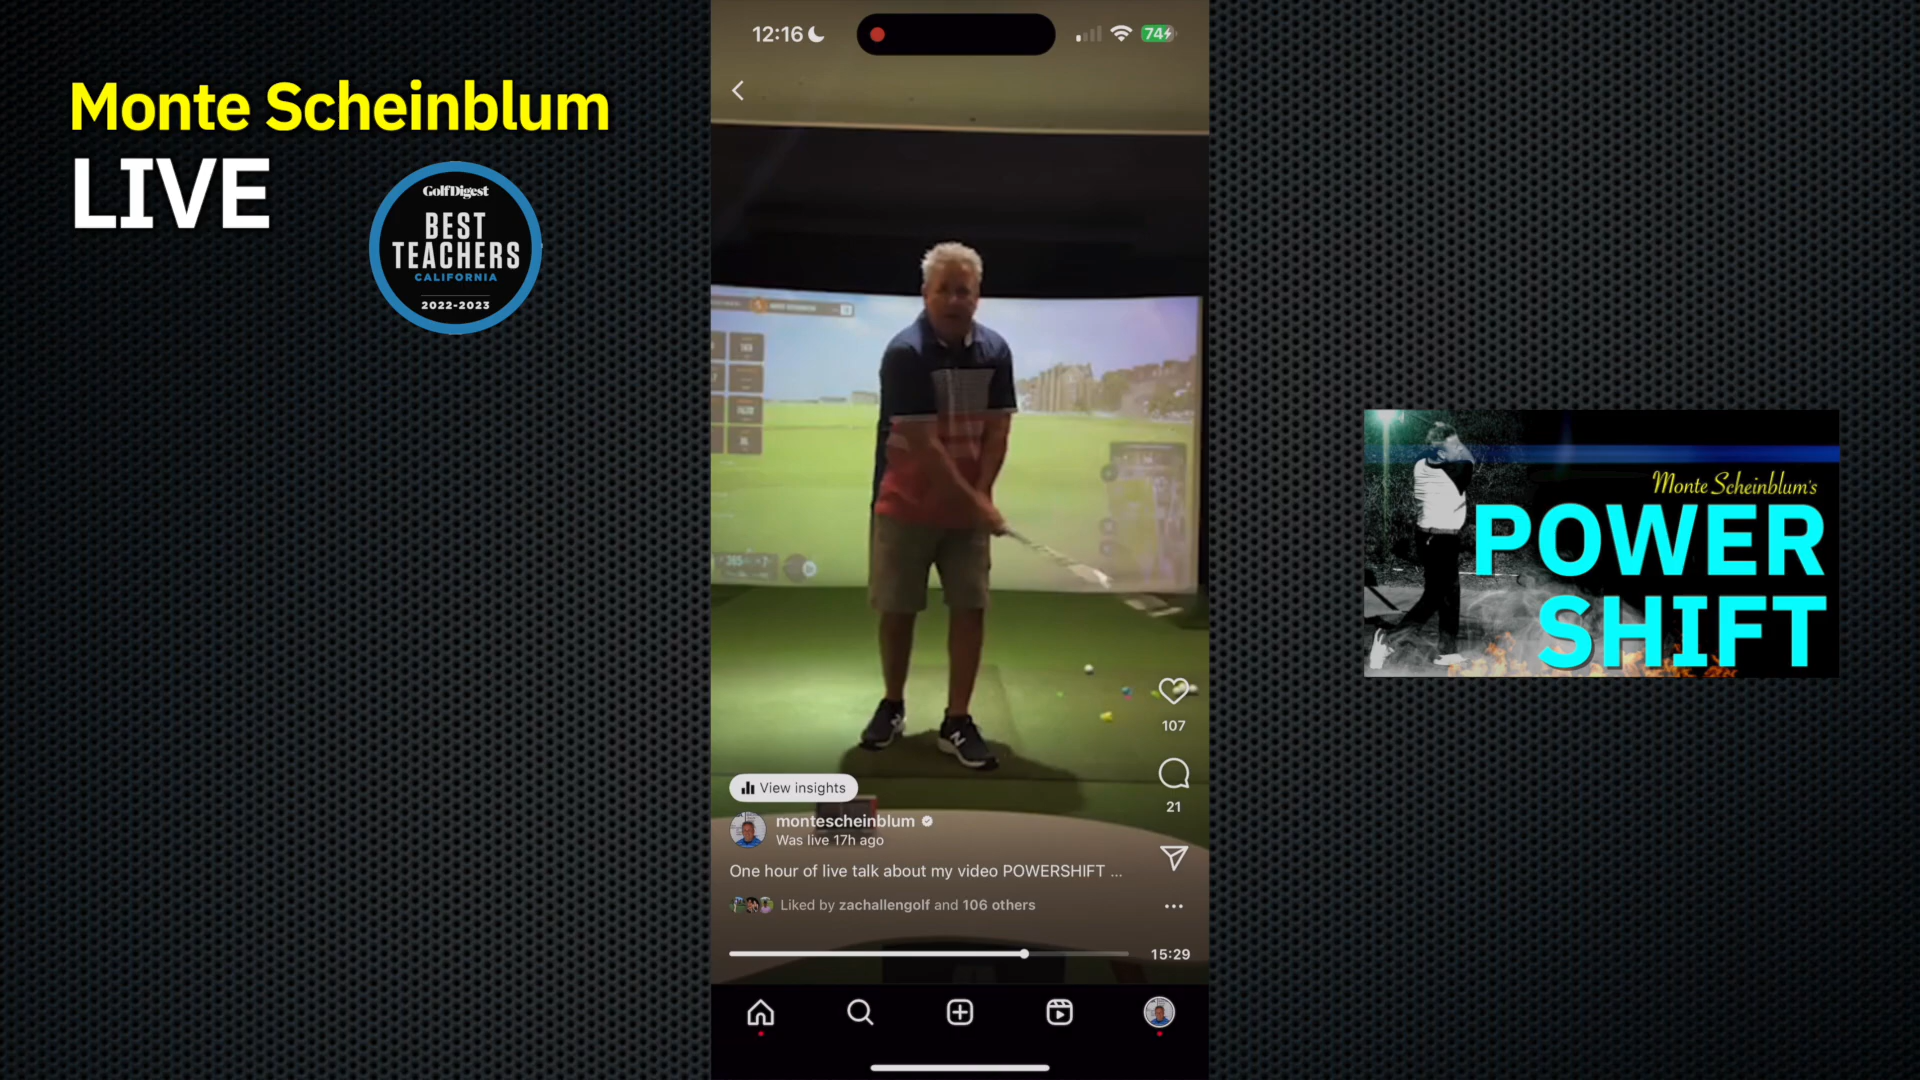 Monte Scheinblum
LIVE
GolfDigest
BEST
TEACHERS
CALIFORNIA
2022-2023
12:16
74
View insights
montescheinblum
Was live 17h ago
One hour of live talk about my video POWERSHIFT ...
Liked by zachallengolf and 106 others
107
21
15:29
Monte Scheinblum's
POWER
SHIFT